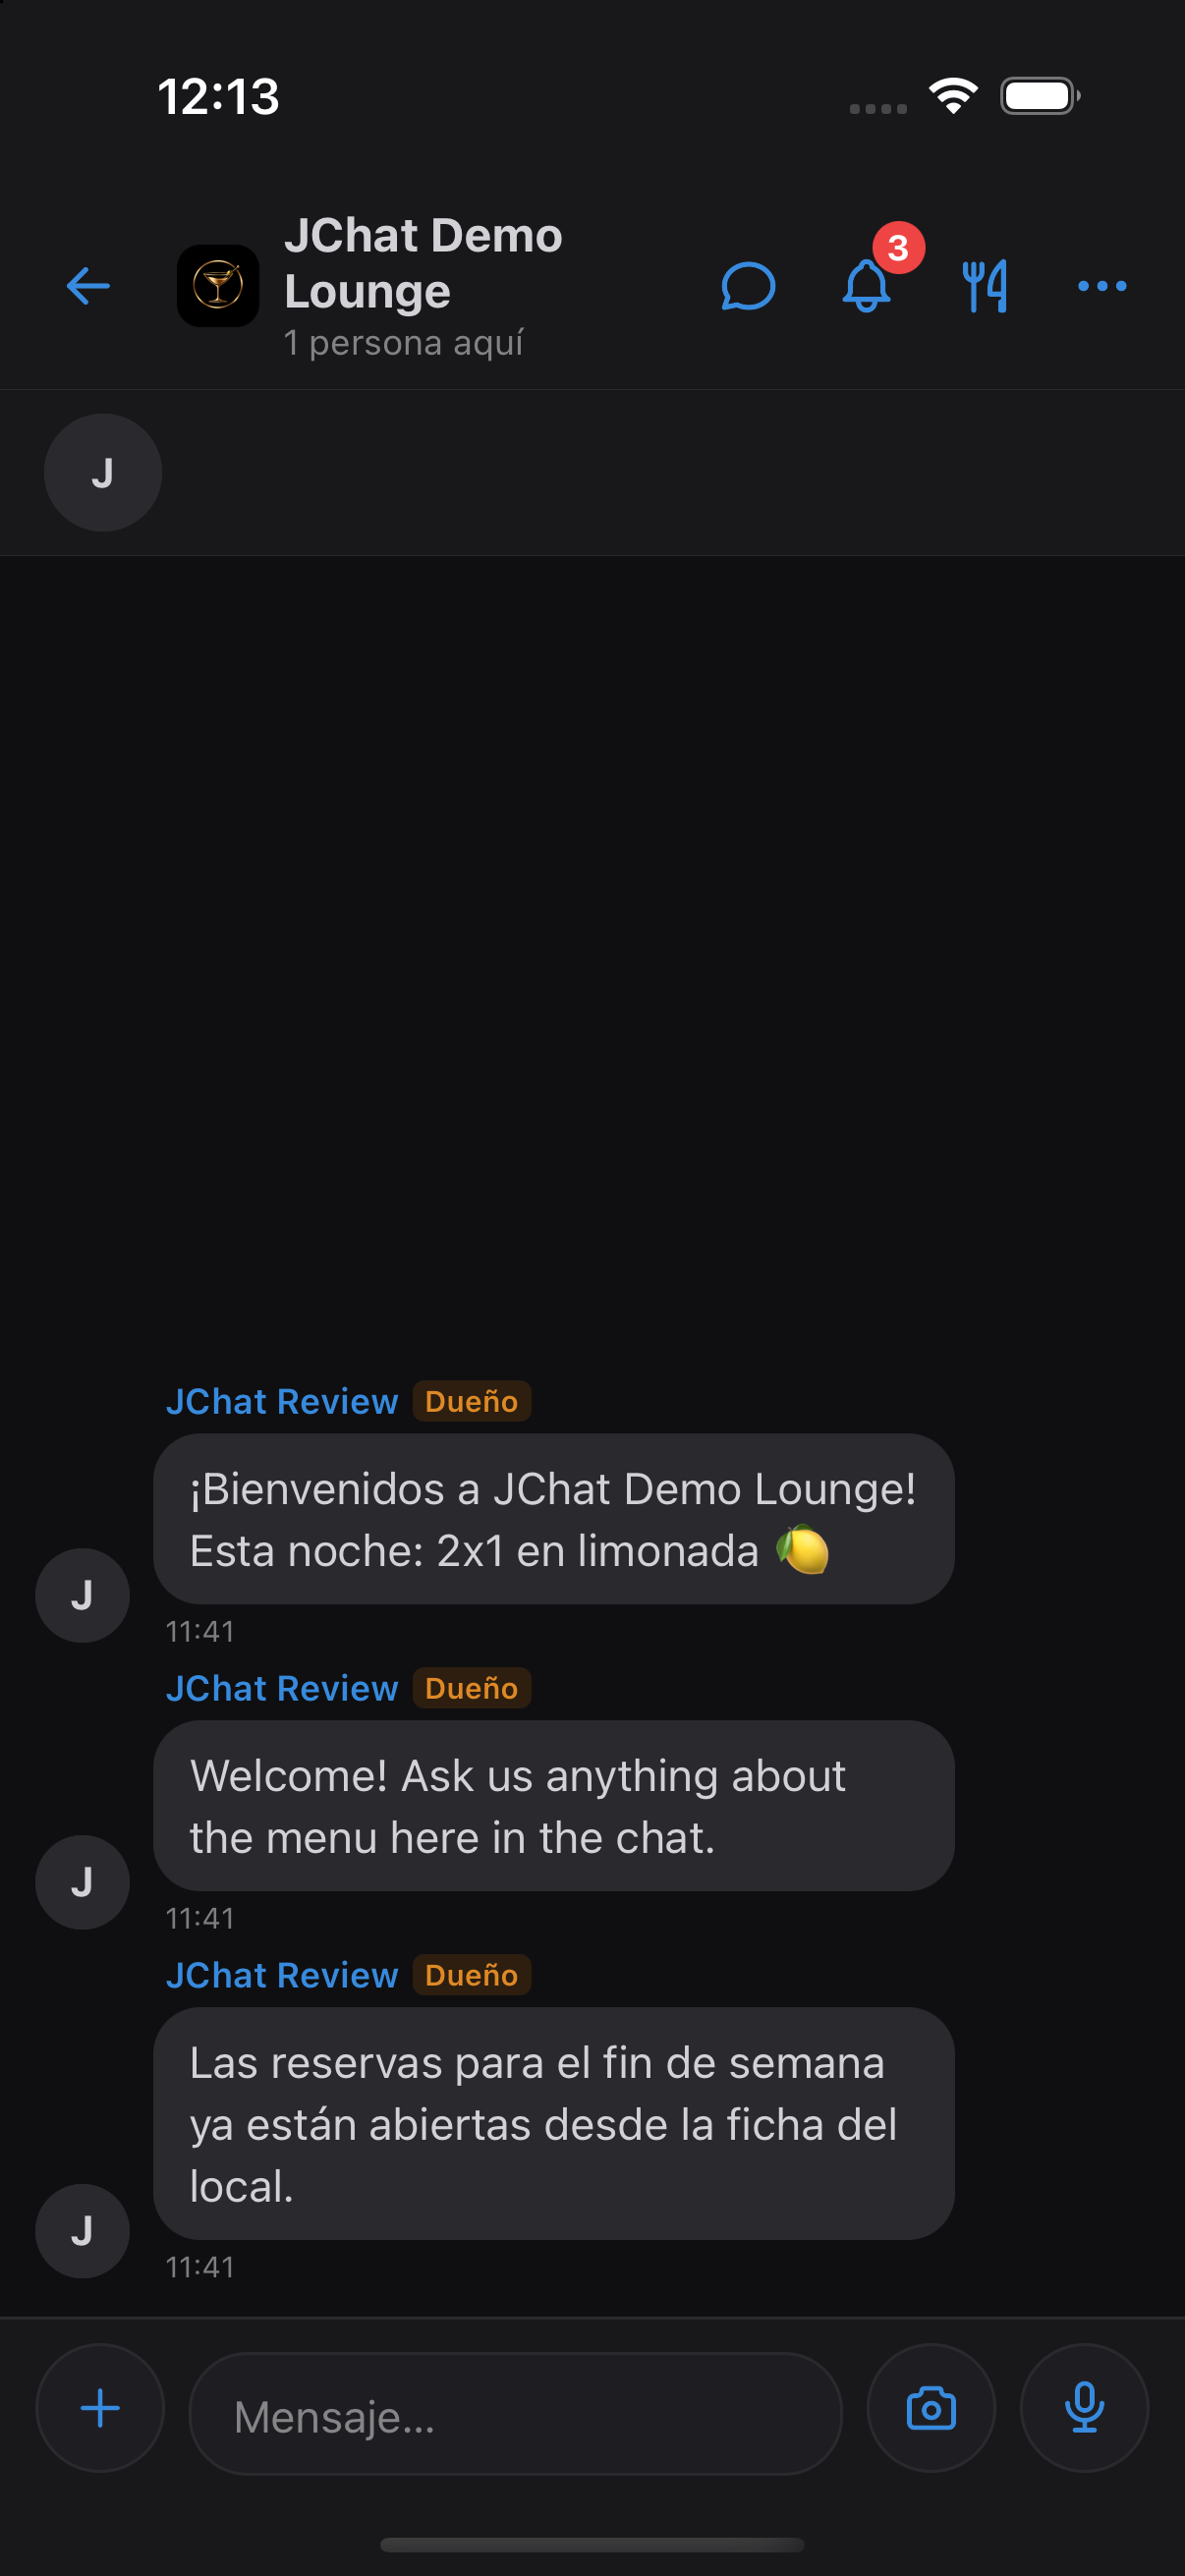 12:13
JChat Demo
Lounge
1 persona aquí
3
J
JChat Review Dueño
¡Bienvenidos a JChat Demo Lounge!
Esta noche: 2x1 en limonada 🍋
J
11:41
JChat Review Dueño
Welcome! Ask us anything about
the menu here in the chat.
J
11:41
JChat Review Dueño
Las reservas para el fin de semana
ya están abiertas desde la ficha del
local.
J
11:41
Mensaje...